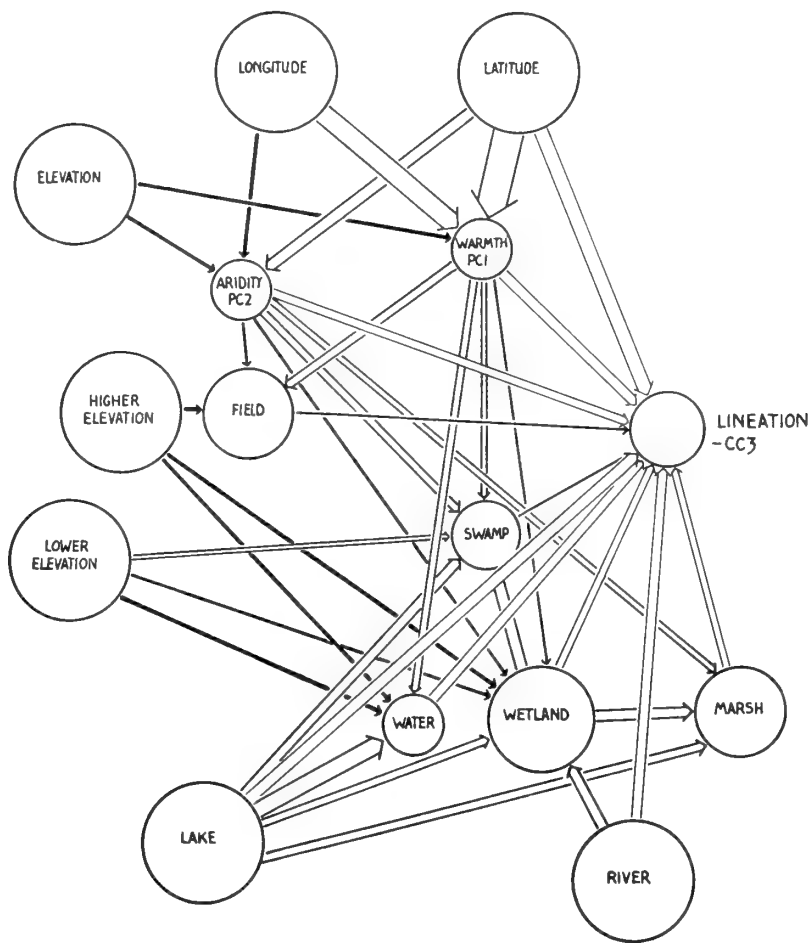 LONGITUDE
LATITUDE
ELEVATION
WARMTH
PC1
ARIDITY
PC2
HIGHER
ELEVATION
FIELD
LINEATION
-CC3
LOWER
ELEVATION
SWAMP
WATER
WETLAND
MARSH
LAKE
RIVER